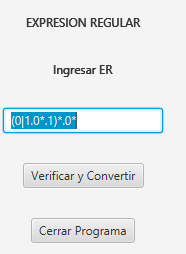 EXPRESION REGULAR
Ingresar ER
(0|1.0*.1)*.0*
Verificar y Convertir
Cerrar Programa